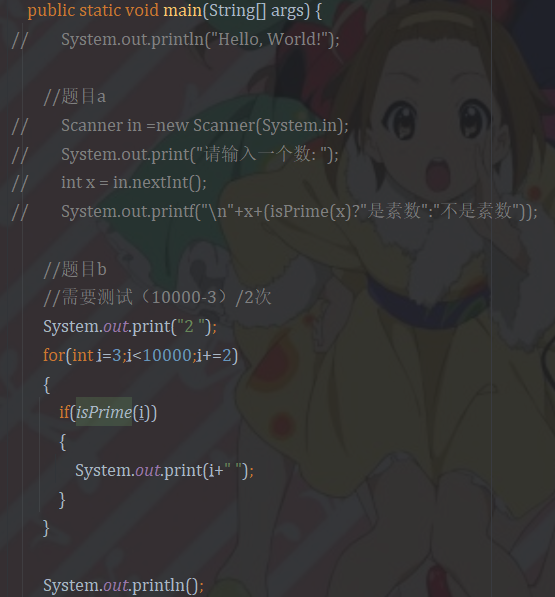 public static void main(String[] args) {
//      System.out.println("Hello, World!");
//题目a
//      Scanner in =new Scanner(System.in);
//      System.out.print("请输入一个数: ");
//      int x = in.nextInt();
//      System.out.printf("\n"+x+(isPrime(x)?"是素数":"不是素数"));
//题目b
//需要测试（10000-3）/2次
System.out.print("2 ");
for(int i=3;i<10000;i+=2)
{
if(isPrime(i))
{
System.out.print(i+" ");
}
}
System.out.println();